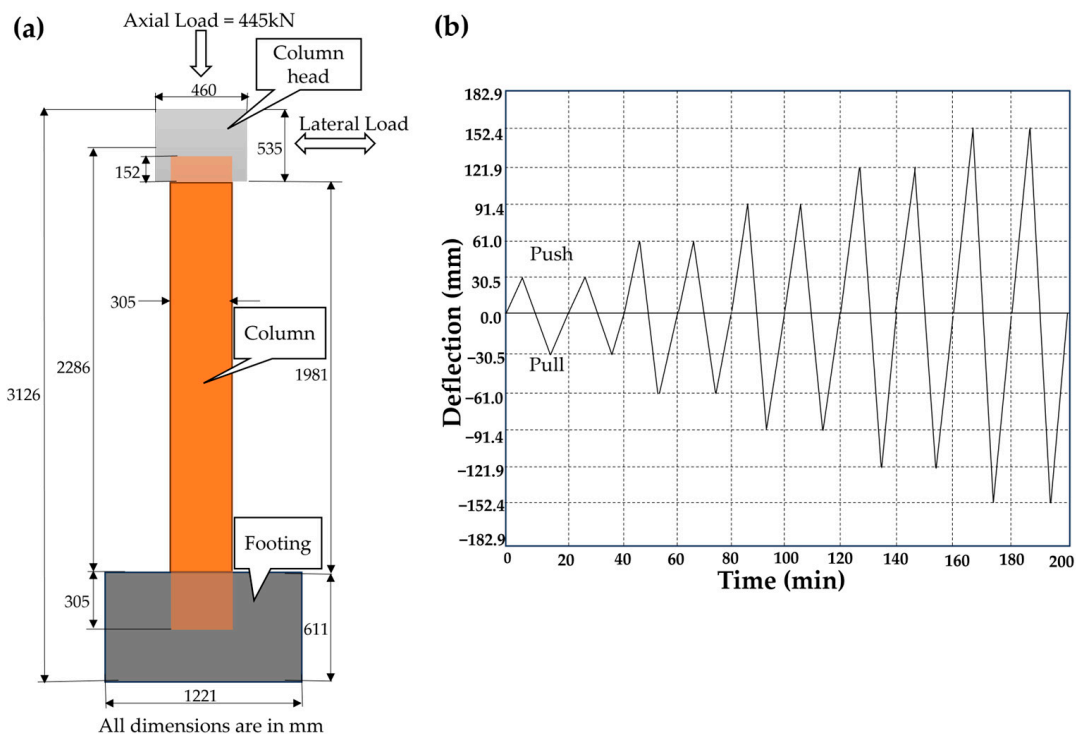 (a)
Axial Load = 445kN
Column
head
460
Lateral Load
535
152
305
Column
2286
1981
3126
Footing
305
611
1221
All dimensions are in mm
(b)
Deflection (mm)
182.9
152.4
121.9
91.4
61.0
30.5
0.0
−30.5
−61.0
−91.4
−121.9
−152.4
−182.9
Push
Pull
0 20 40 60 80 100 120 140 160 180 200
Time (min)